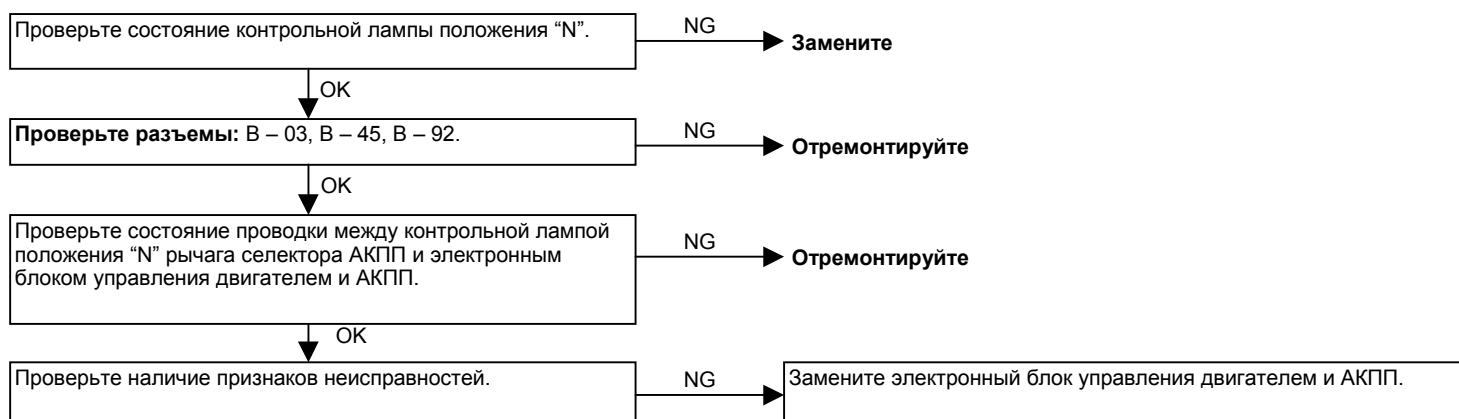 Проверьте состояние контрольной лампы положения “N”.
NG
Замените
OK
Проверьте разъемы: B – 03, B – 45, B – 92.
NG
Отремонтируйте
OK
Проверьте состояние проводки между контрольной лампой
положения “N” рычага селектора АКПП и электронным
блоком управления двигателем и АКПП.
NG
Отремонтируйте
OK
Проверьте наличие признаков неисправностей.
NG
Замените электронный блок управления двигателем и АКПП.